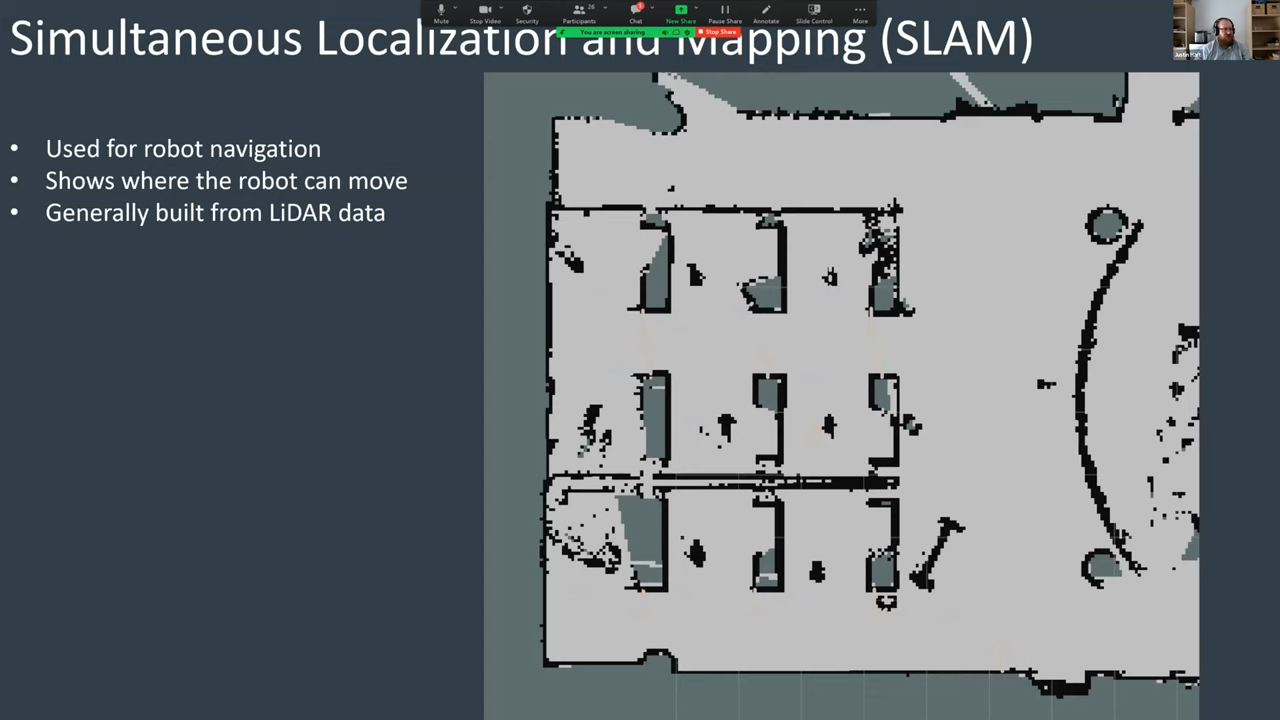 Mute
Stop Video
Security
Participants
26
Chat
1
New Share
Pause Share
Annotate
Slide Control
More
You are screen sharing
Stop Share
Simultaneous Localization and Mapping (SLAM)
• Used for robot navigation
• Shows where the robot can move
• Generally built from LiDAR data